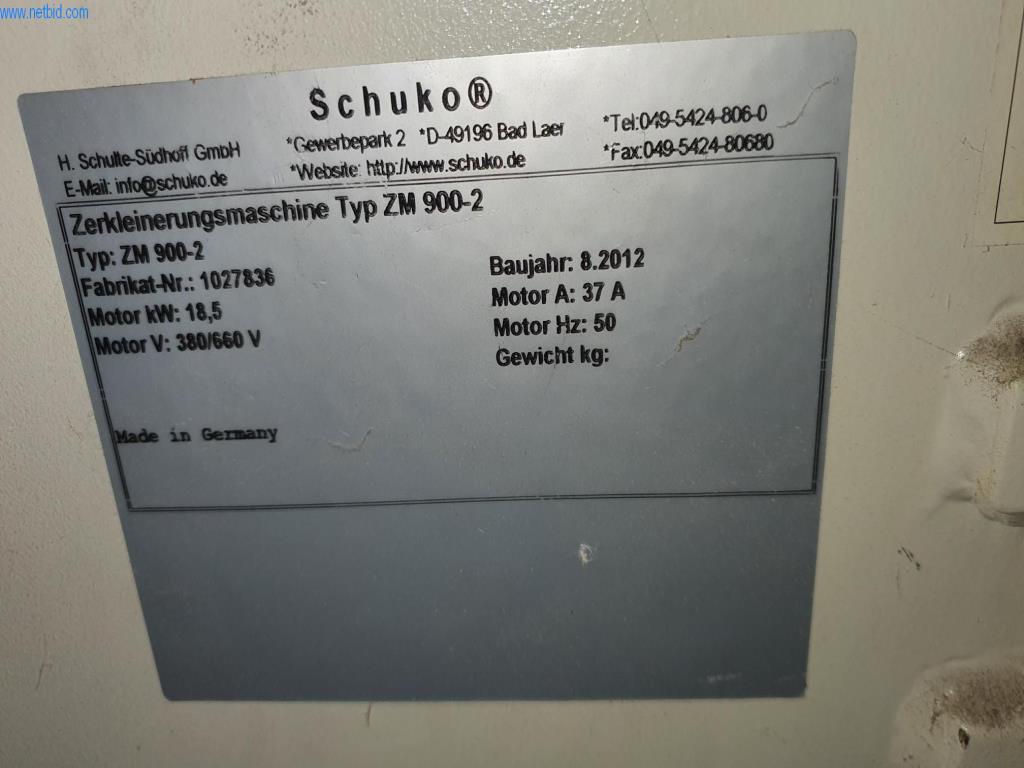 www.netbid.com
Schuko®
H. Schulte-Südhoff GmbH *Gewerbepark 2 *D-49196 Bad Laer *Tel:049-5424-806-0
E-Mail: info@schuko.de *Website: http://www.schuko.de *Fax:049-5424-80680
Zerkleinerungsmaschine Typ ZM 900-2
Typ: ZM 900-2
Fabrikat-Nr.: 1027836 Baujahr: 8.2012
Motor kW: 18,5 Motor A: 37 A
Motor V: 380/660 V Motor Hz: 50
Gewicht kg:
Made in Germany